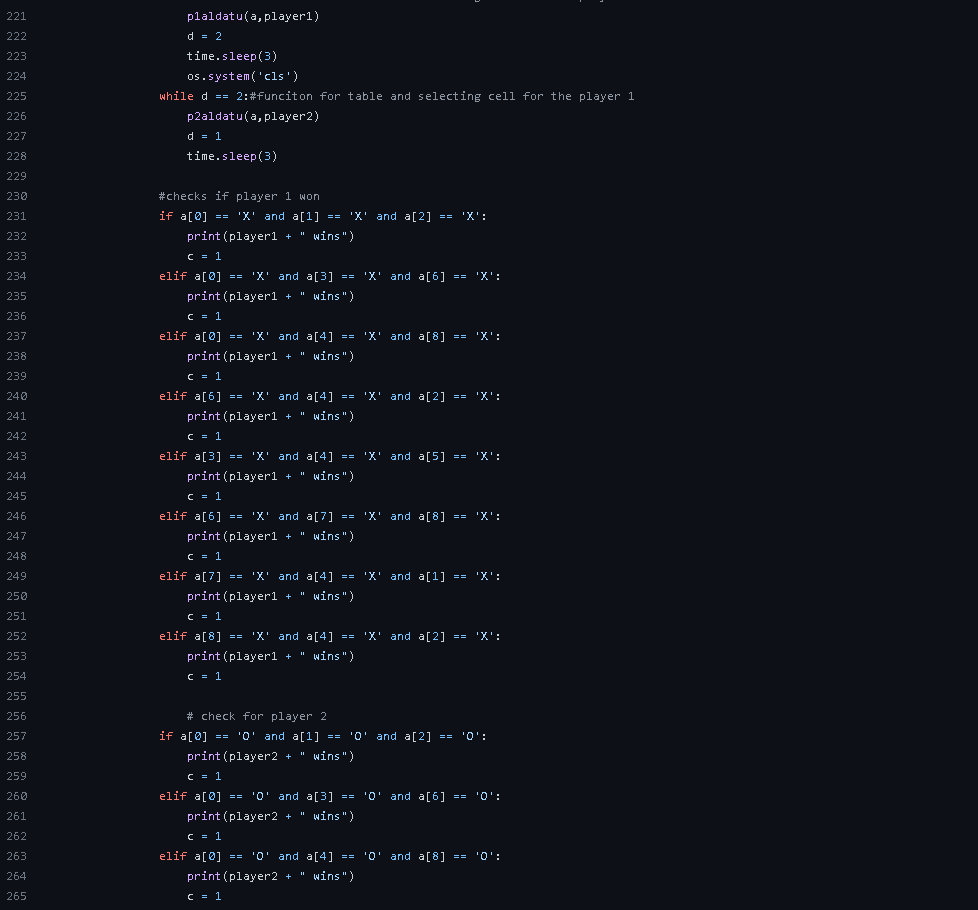 221 p1aldatu(a,player1)
222 d = 2
223 time.sleep(3)
224 os.system('cls')
225 while d == 2:#funciton for table and selecting cell for the player 1
226 p2aldatu(a,player2)
227 d = 1
228 time.sleep(3)
229
230 #checks if player 1 won
231 if a[0] == 'X' and a[1] == 'X' and a[2] == 'X':
232 print(player1 + " wins")
233 c = 1
234 elif a[0] == 'X' and a[3] == 'X' and a[6] == 'X':
235 print(player1 + " wins")
236 c = 1
237 elif a[0] == 'X' and a[4] == 'X' and a[8] == 'X':
238 print(player1 + " wins")
239 c = 1
240 elif a[6] == 'X' and a[4] == 'X' and a[2] == 'X':
241 print(player1 + " wins")
242 c = 1
243 elif a[3] == 'X' and a[4] == 'X' and a[5] == 'X':
244 print(player1 + " wins")
245 c = 1
246 elif a[6] == 'X' and a[7] == 'X' and a[8] == 'X':
247 print(player1 + " wins")
248 c = 1
249 elif a[7] == 'X' and a[4] == 'X' and a[1] == 'X':
250 print(player1 + " wins")
251 c = 1
252 elif a[8] == 'X' and a[4] == 'X' and a[2] == 'X':
253 print(player1 + " wins")
254 c = 1
255
256 # check for player 2
257 if a[0] == 'O' and a[1] == 'O' and a[2] == 'O':
258 print(player2 + " wins")
259 c = 1
260 elif a[0] == 'O' and a[3] == 'O' and a[6] == 'O':
261 print(player2 + " wins")
262 c = 1
263 elif a[0] == 'O' and a[4] == 'O' and a[8] == 'O':
264 print(player2 + " wins")
265 c = 1